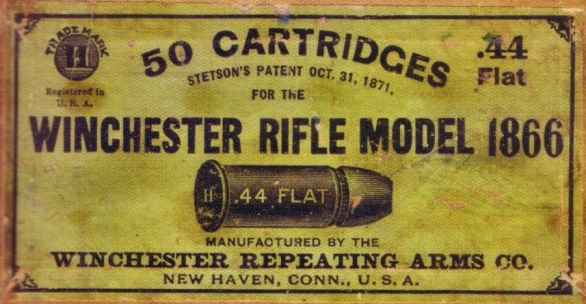 TRADE MARK
H
Registered in
U. S. A.
50 CARTRIDGES
STETSON'S PATENT OCT. 31, 1871,
FOR THE
.44
Flat
WINCHESTER RIFLE MODEL 1866
H .44 FLAT
MANUFACTURED BY THE
WINCHESTER REPEATING ARMS CO.
NEW HAVEN, CONN., U. S. A.